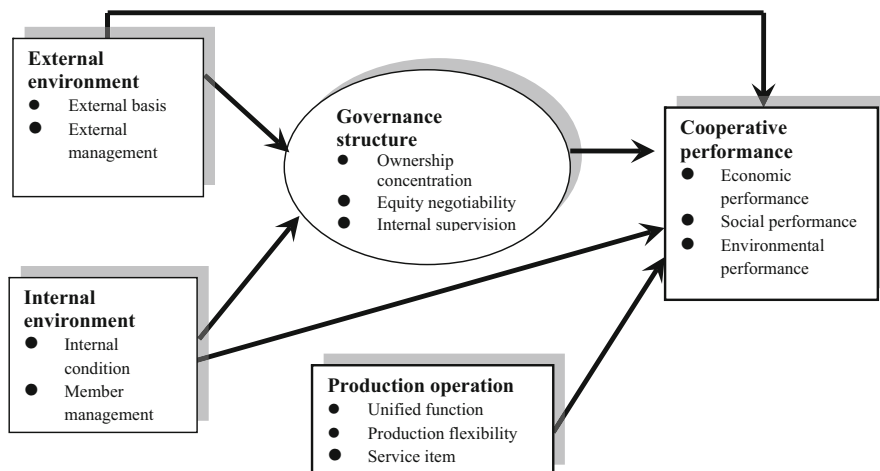 External
environment
● External basis
● External
management
Governance
structure
● Ownership
concentration
● Equity negotiability
● Internal supervision
Cooperative
performance
● Economic
performance
● Social performance
● Environmental
performance
Internal
environment
● Internal
condition
● Member
management
Production operation
● Unified function
● Production flexibility
● Service item